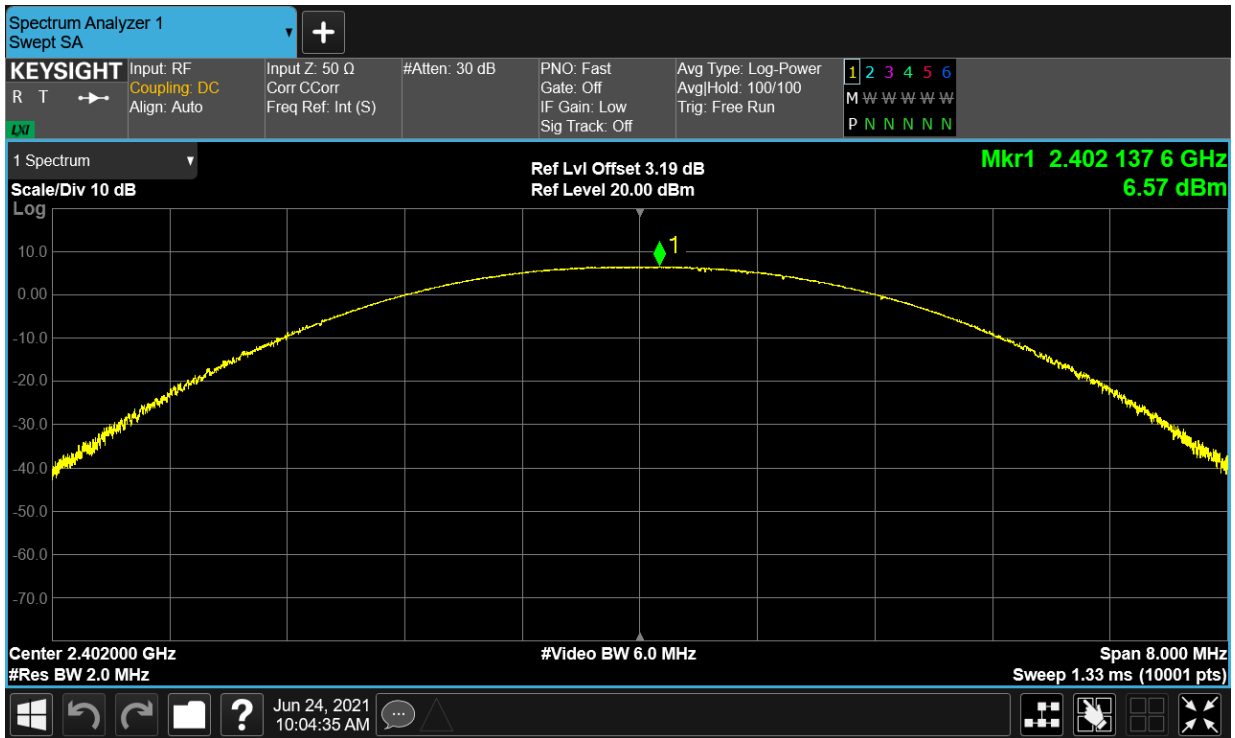 Spectrum Analyzer 1
Swept SA
KEYSIGHT
R T
LXI
Input: RF
Coupling: DC
Align: Auto
Input Z: 50 Ω
Corr CCorr
Freq Ref: Int (S)
#Atten: 30 dB
PNO: Fast
Gate: Off
IF Gain: Low
Sig Track: Off
Avg Type: Log-Power
Avg|Hold: 100/100
Trig: Free Run
1 2 3 4 5 6
M W W W W W
P N N N N N
1 Spectrum
Scale/Div 10 dB
Log
Ref Lvl Offset 3.19 dB
Ref Level 20.00 dBm
Mkr1 2.402 137 6 GHz
6.57 dBm
1
10.0
0.00
-10.0
-20.0
-30.0
-40.0
-50.0
-60.0
-70.0
Center 2.402000 GHz
#Res BW 2.0 MHz
#Video BW 6.0 MHz
Span 8.000 MHz
Sweep 1.33 ms (10001 pts)
?
Jun 24, 2021
10:04:35 AM